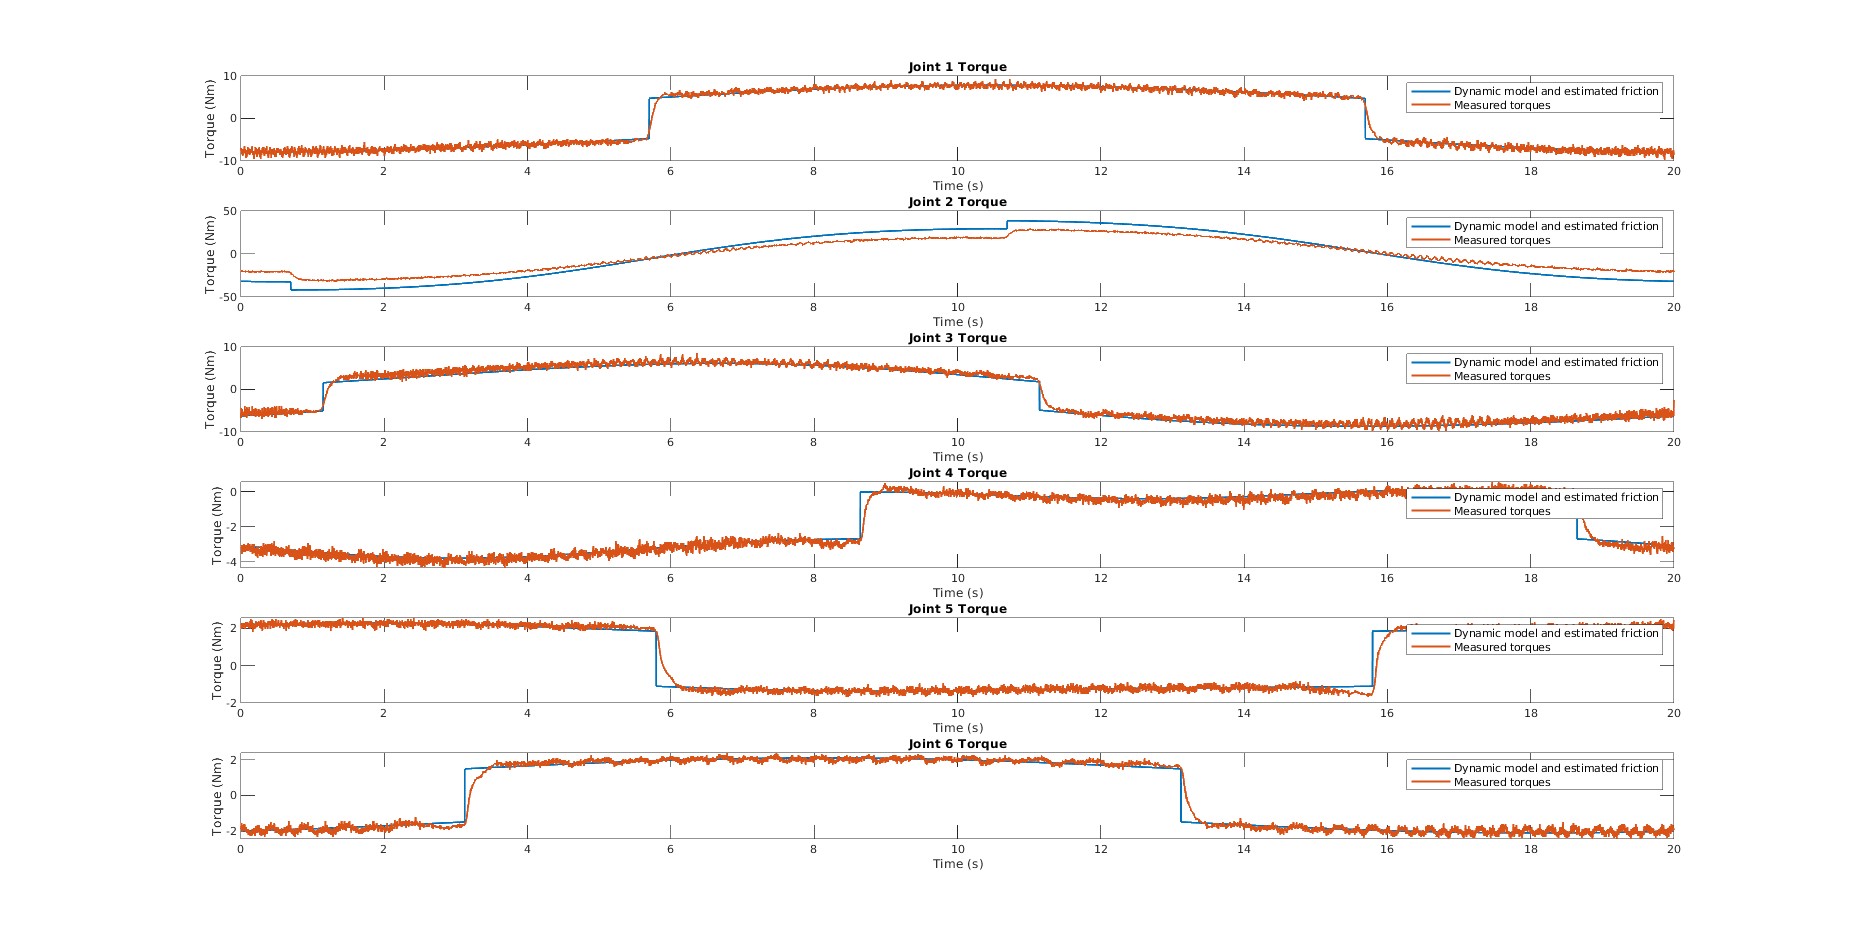 Joint 1 Torque
10
0
-10
Torque (Nm)
Dynamic model and estimated friction
Measured torques
0 2 4 6 8 10 12 14 16 18 20
Time (s)
Joint 2 Torque
50
0
-50
Torque (Nm)
Dynamic model and estimated friction
Measured torques
0 2 4 6 8 10 12 14 16 18 20
Time (s)
Joint 3 Torque
10
0
-10
Torque (Nm)
Dynamic model and estimated friction
Measured torques
0 2 4 6 8 10 12 14 16 18 20
Time (s)
Joint 4 Torque
0
-2
-4
Torque (Nm)
Dynamic model and estimated friction
Measured torques
0 2 4 6 8 10 12 14 16 18 20
Time (s)
Joint 5 Torque
2
0
-2
Torque (Nm)
Dynamic model and estimated friction
Measured torques
0 2 4 6 8 10 12 14 16 18 20
Time (s)
Joint 6 Torque
2
0
-2
Torque (Nm)
Dynamic model and estimated friction
Measured torques
0 2 4 6 8 10 12 14 16 18 20
Time (s)